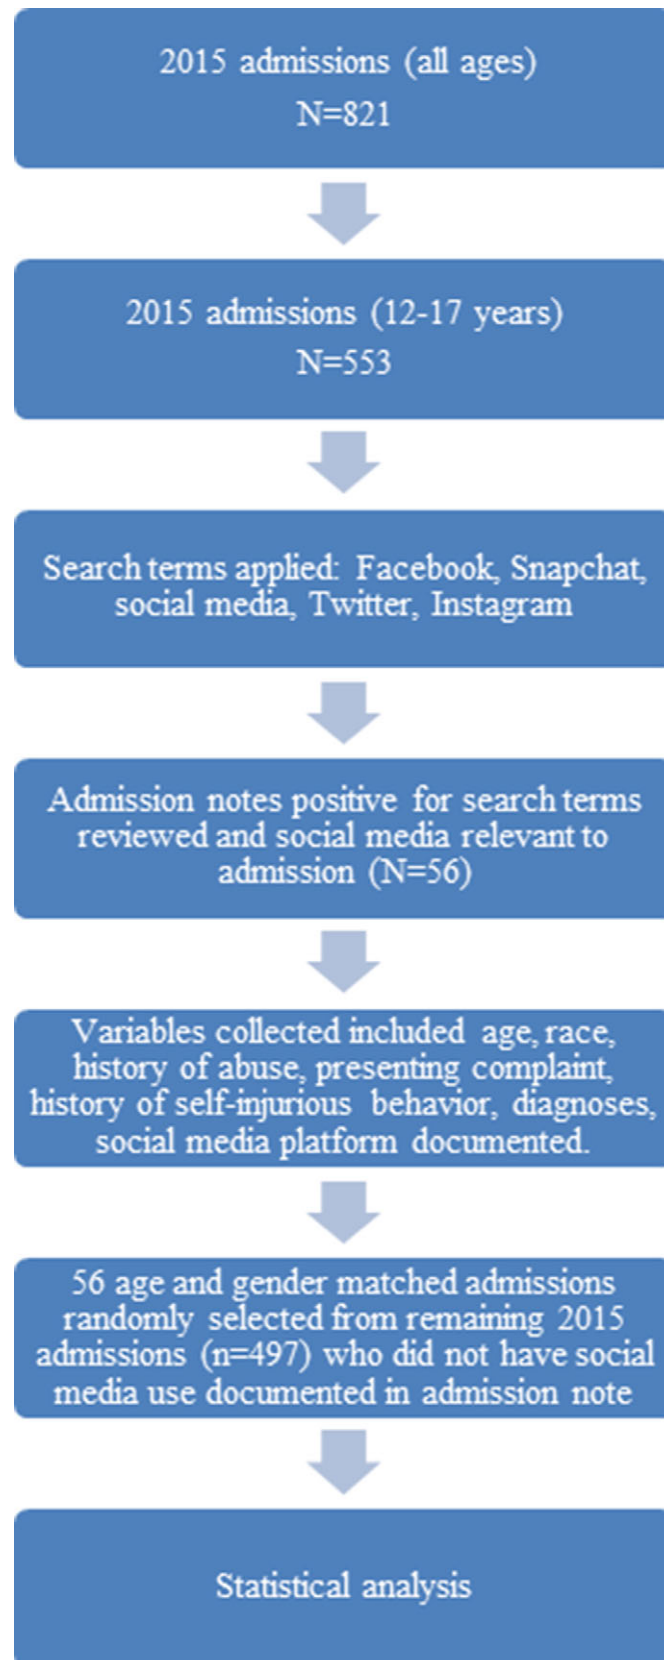 2015 admissions (all ages)
N=821
2015 admissions (12-17 years)
N=553
Search terms applied: Facebook, Snapchat,
social media, Twitter, Instagram
Admission notes positive for search terms
reviewed and social media relevant to
admission (N=56)
Variables collected included age, race,
history of abuse, presenting complaint,
history of self-injurious behavior, diagnoses,
social media platform documented.
56 age and gender matched admissions
randomly selected from remaining 2015
admissions (n=497) who did not have social
media use documented in admission note
Statistical analysis